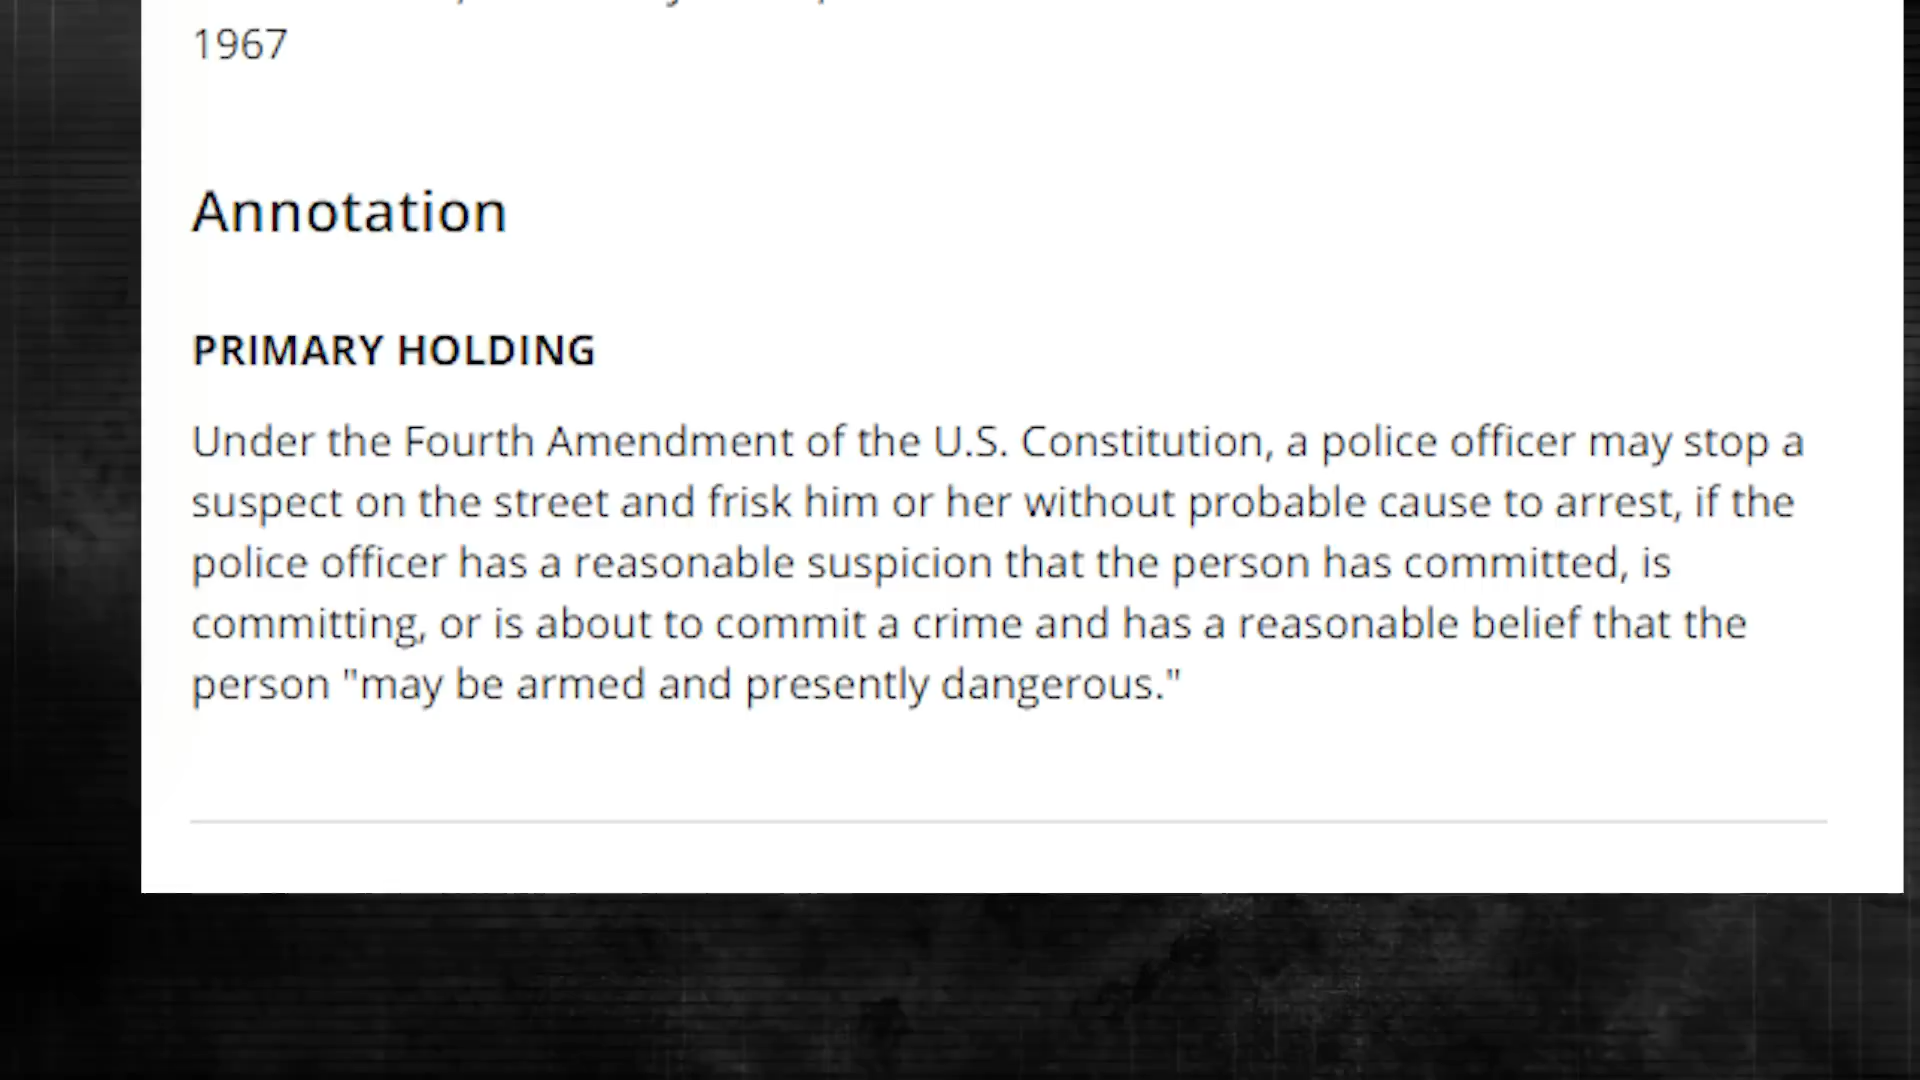 1967
Annotation
PRIMARY HOLDING
Under the Fourth Amendment of the U.S. Constitution, a police officer may stop a
suspect on the street and frisk him or her without probable cause to arrest, if the
police officer has a reasonable suspicion that the person has committed, is
committing, or is about to commit a crime and has a reasonable belief that the
person "may be armed and presently dangerous."